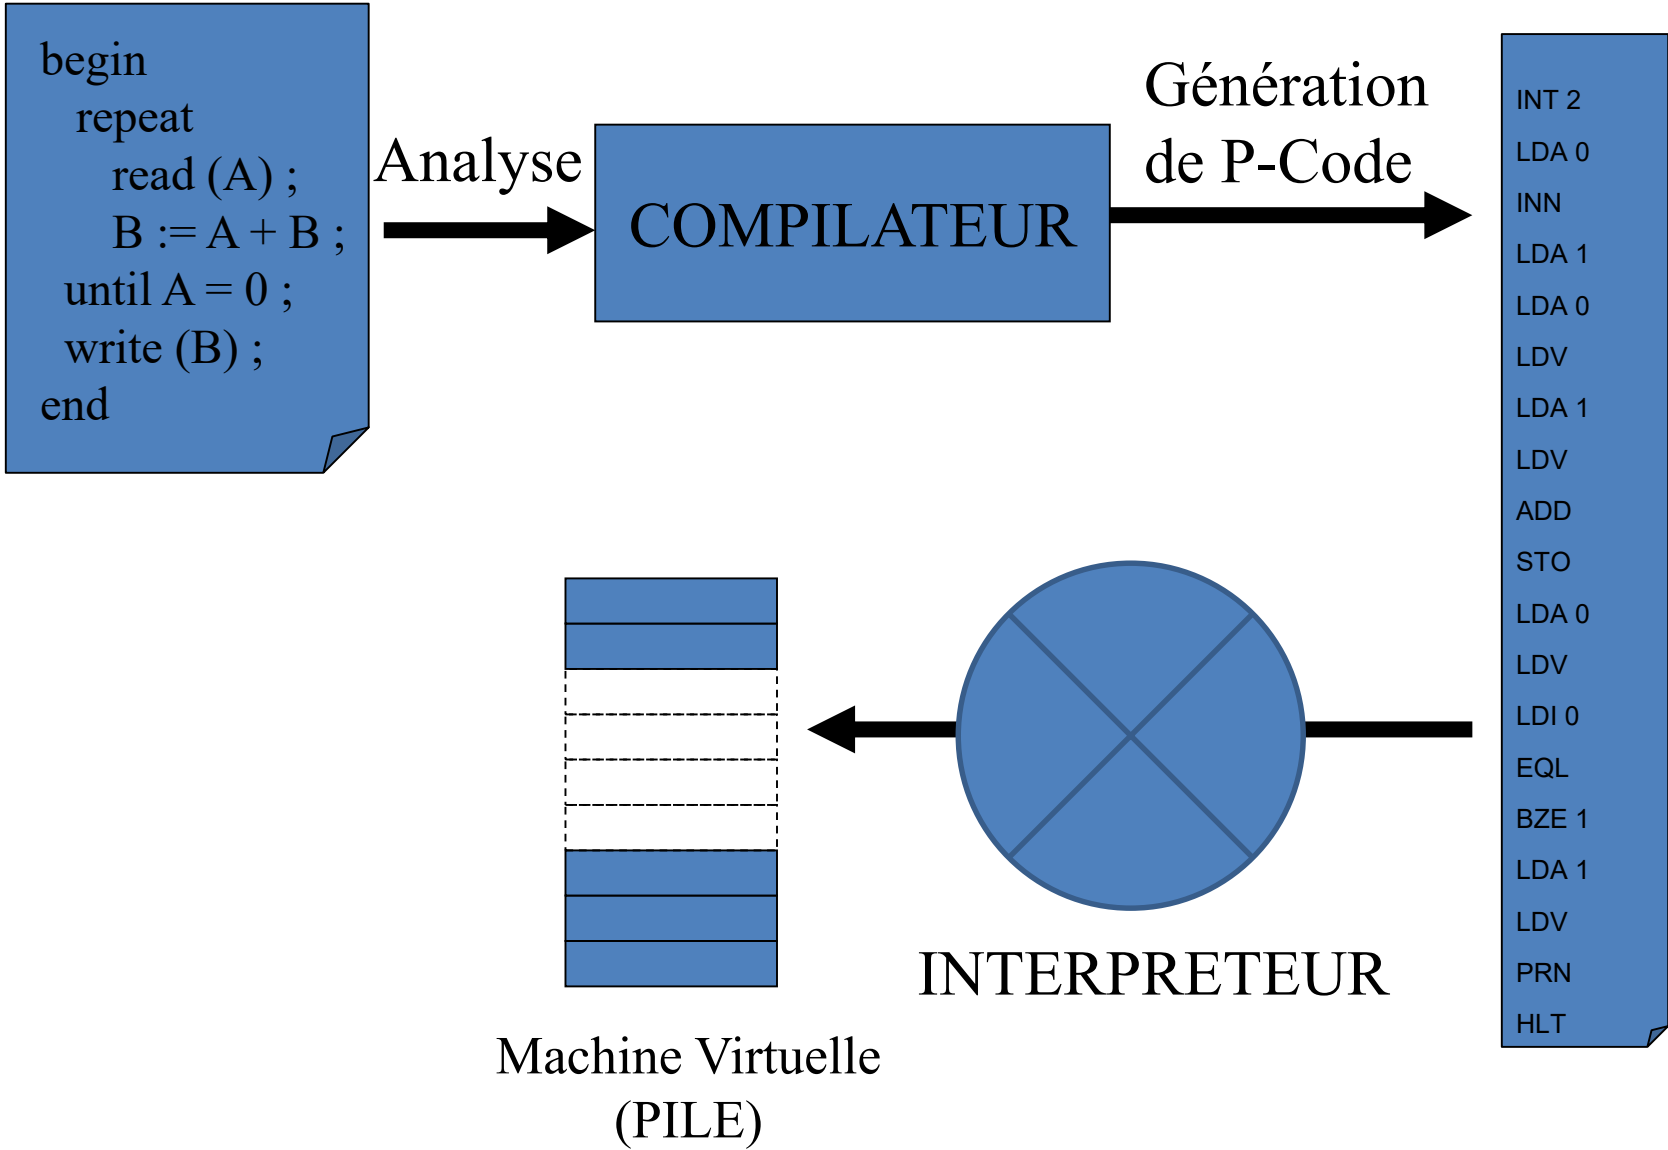 begin
repeat
read (A) ;
B := A + B ;
until A = 0 ;
write (B) ;
end
Analyse
COMPILATEUR
Génération
de P-Code
INT 2
LDA 0
INN
LDA 1
LDA 0
LDV
LDA 1
LDV
ADD
STO
LDA 0
LDV
LDI 0
EQL
BZE 1
LDA 1
LDV
PRN
HLT
INTERPRETEUR
Machine Virtuelle
(PILE)